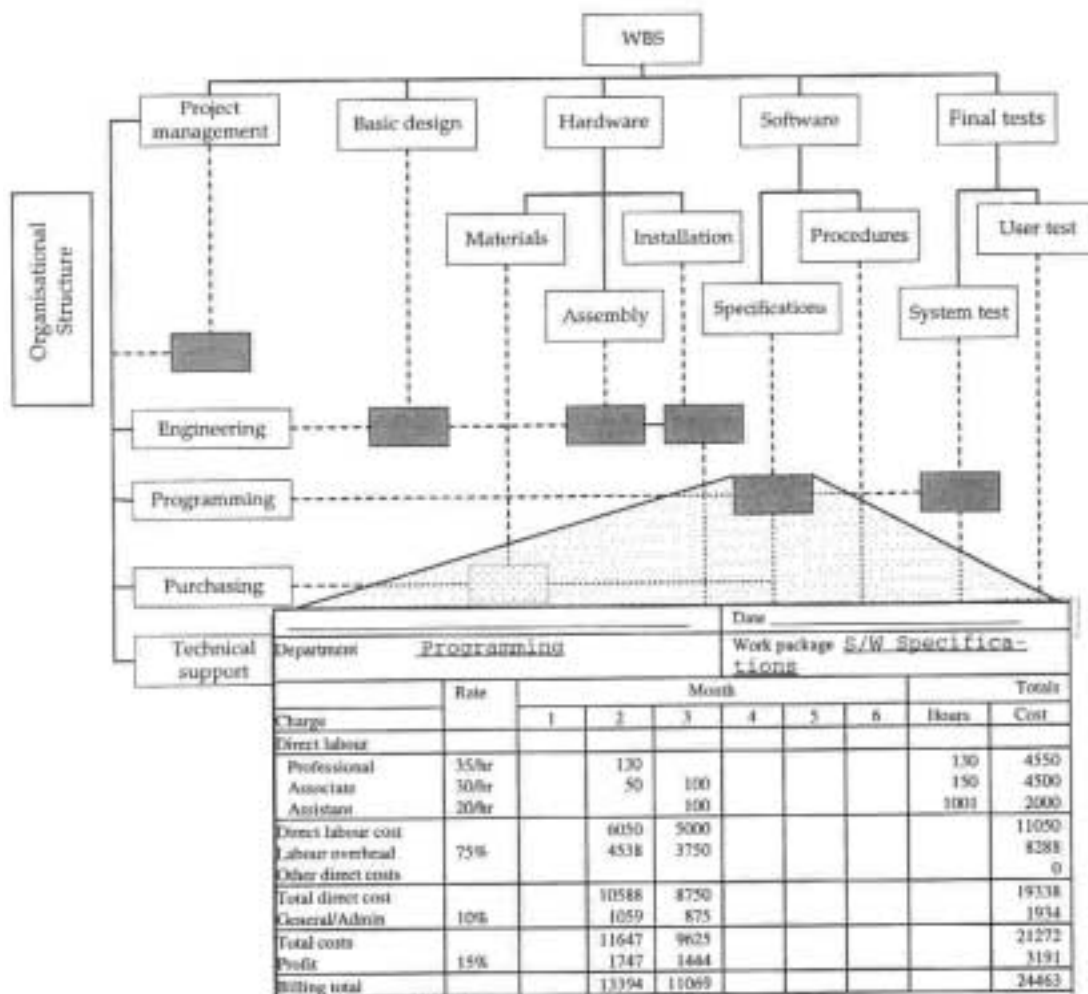 WBS
Project
management
Basic design
Hardware
Software
Final tests
Materials
Installation
Procedures
User test
Assembly
Specifications
System test
Organisational
Structure
Engineering
Programming
Purchasing
Technical
support
Date
Department Programming
Work package S/W Specifica-
tions
Rate Month Totals
Charge 1 2 3 4 5 6 Hours Cost
Direct labour
Professional 35/hr 130 130 4550
Associate 30/hr 50 100 150 4500
Assistant 20/hr 100 1001 2000
Direct labour cost 6050 5000 11050
Labour overhead 75% 4538 3750 8288
Other direct costs 0
Total direct cost 10588 8750 19338
General/Admin 10% 1059 875 1934
Total costs 11647 9625 21272
Profit 15% 1747 1444 3191
Billing total 13394 11069 24463